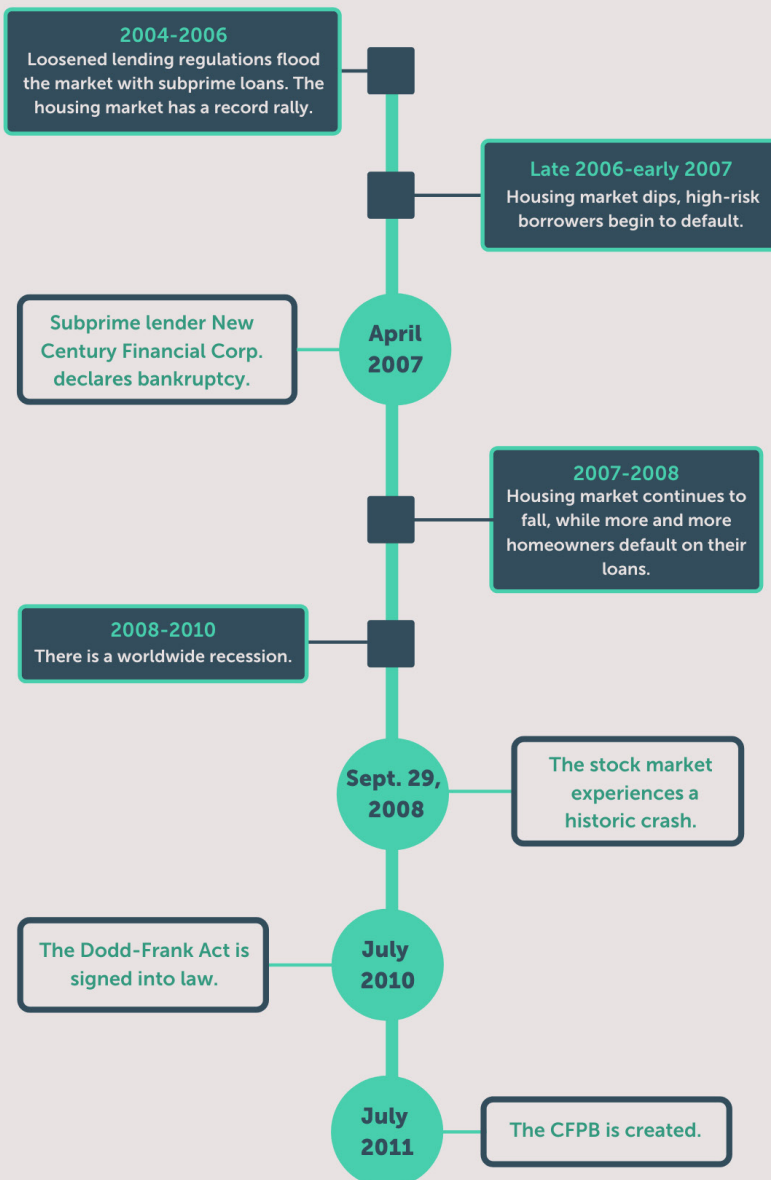 2004-2006
Loosened lending regulations flood
the market with subprime loans. The
housing market has a record rally.
Late 2006-early 2007
Housing market dips, high-risk
borrowers begin to default.
Subprime lender New
Century Financial Corp.
declares bankruptcy.
April
2007
2007-2008
Housing market continues to
fall, while more and more
homeowners default on their
loans.
2008-2010
There is a worldwide recession.
Sept. 29,
2008
The stock market
experiences a
historic crash.
The Dodd-Frank Act is
signed into law.
July
2010
July
2011
The CFPB is created.